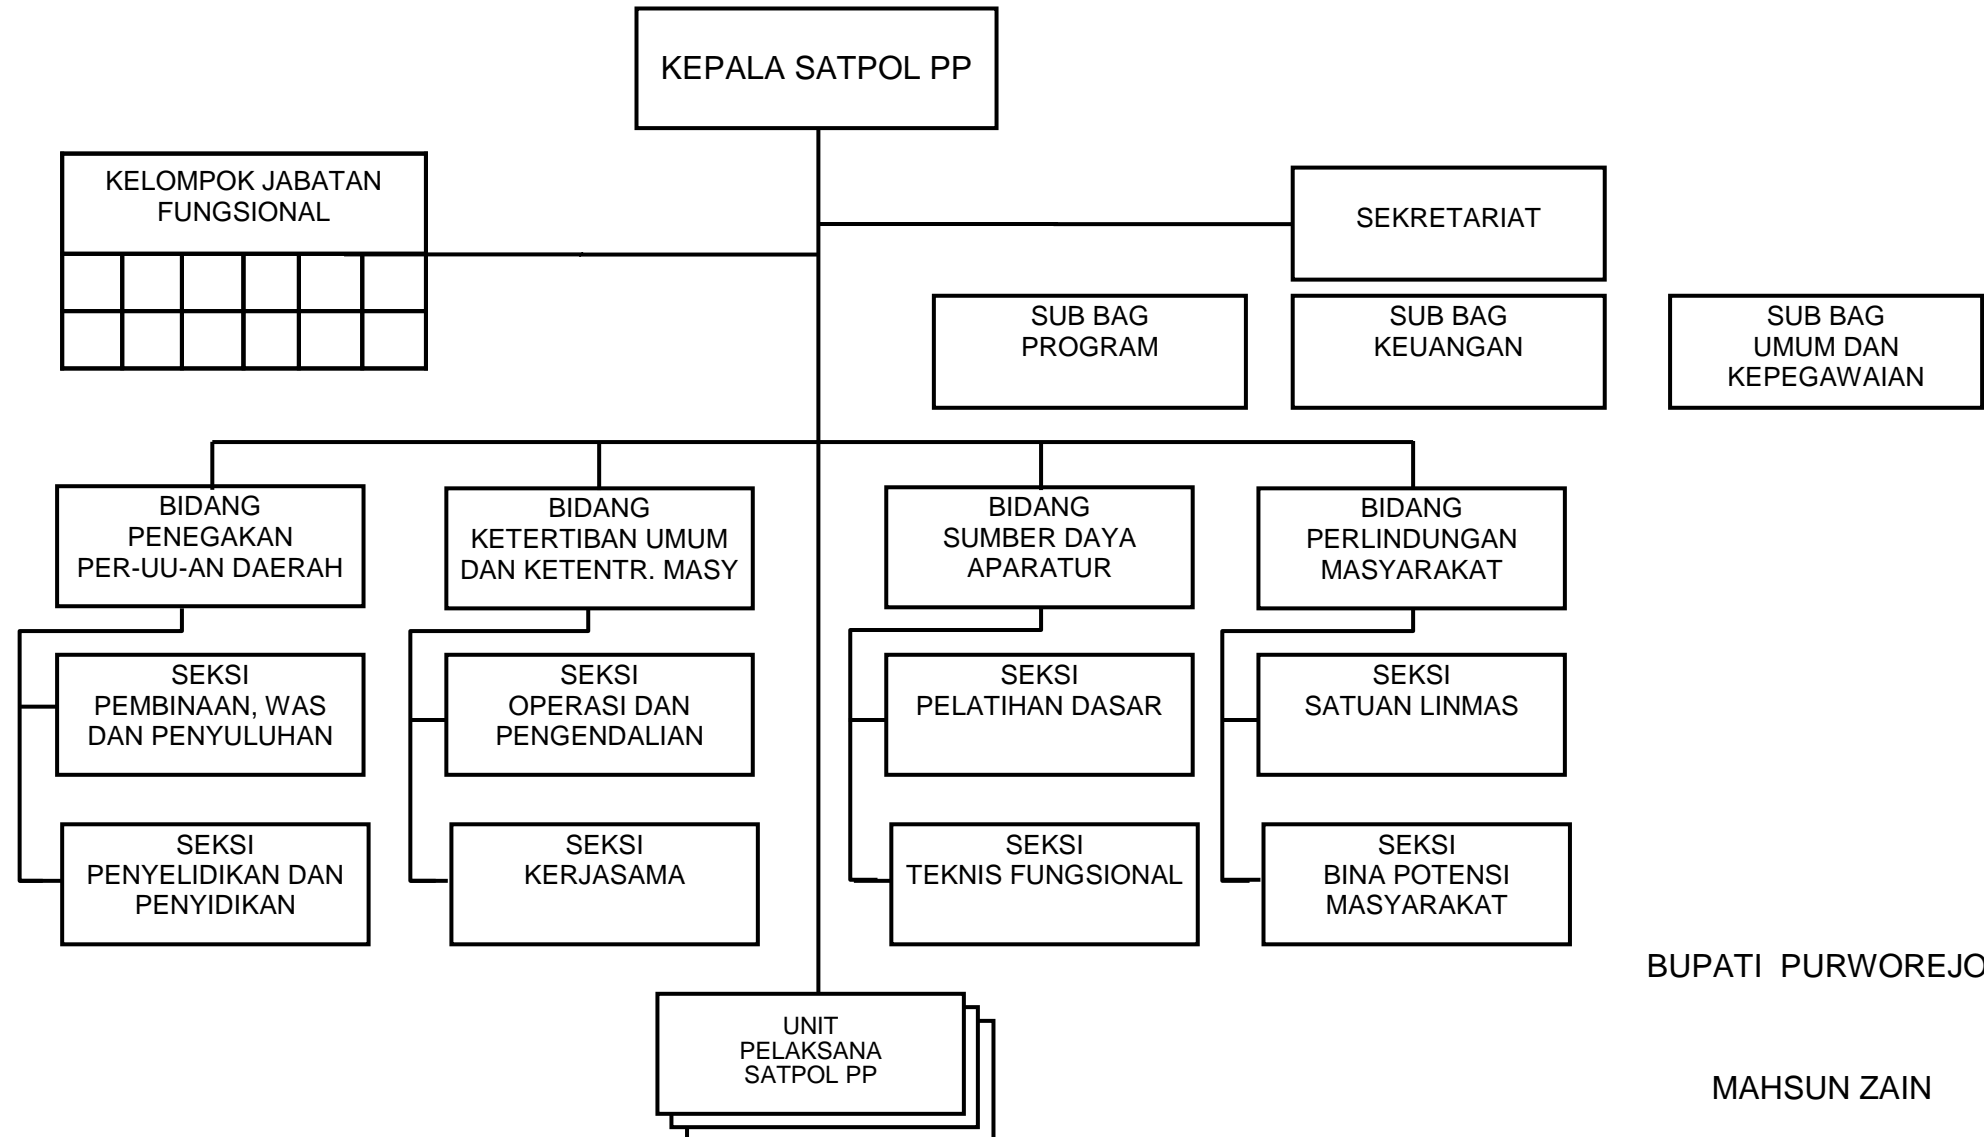 KEPALA SATPOL PP
KELOMPOK JABATAN
FUNGSIONAL
SEKRETARIAT
SUB BAG
PROGRAM
SUB BAG
KEUANGAN
SUB BAG
UMUM DAN
KEPEGAWAIAN
BIDANG
PENEGAKAN
PER-UU-AN DAERAH
BIDANG
KETERTIBAN UMUM
DAN KETENTR. MASY
BIDANG
SUMBER DAYA
APARATUR
BIDANG
PERLINDUNGAN
MASYARAKAT
SEKSI
PEMBINAAN, WAS
DAN PENYULUHAN
SEKSI
OPERASI DAN
PENGENDALIAN
SEKSI
PELATIHAN DASAR
SEKSI
SATUAN LINMAS
SEKSI
PENYELIDIKAN DAN
PENYIDIKAN
SEKSI
KERJASAMA
SEKSI
TEKNIS FUNGSIONAL
SEKSI
BINA POTENSI
MASYARAKAT
BUPATI PURWOREJO
UNIT
PELAKSANA
SATPOL PP
MAHSUN ZAIN